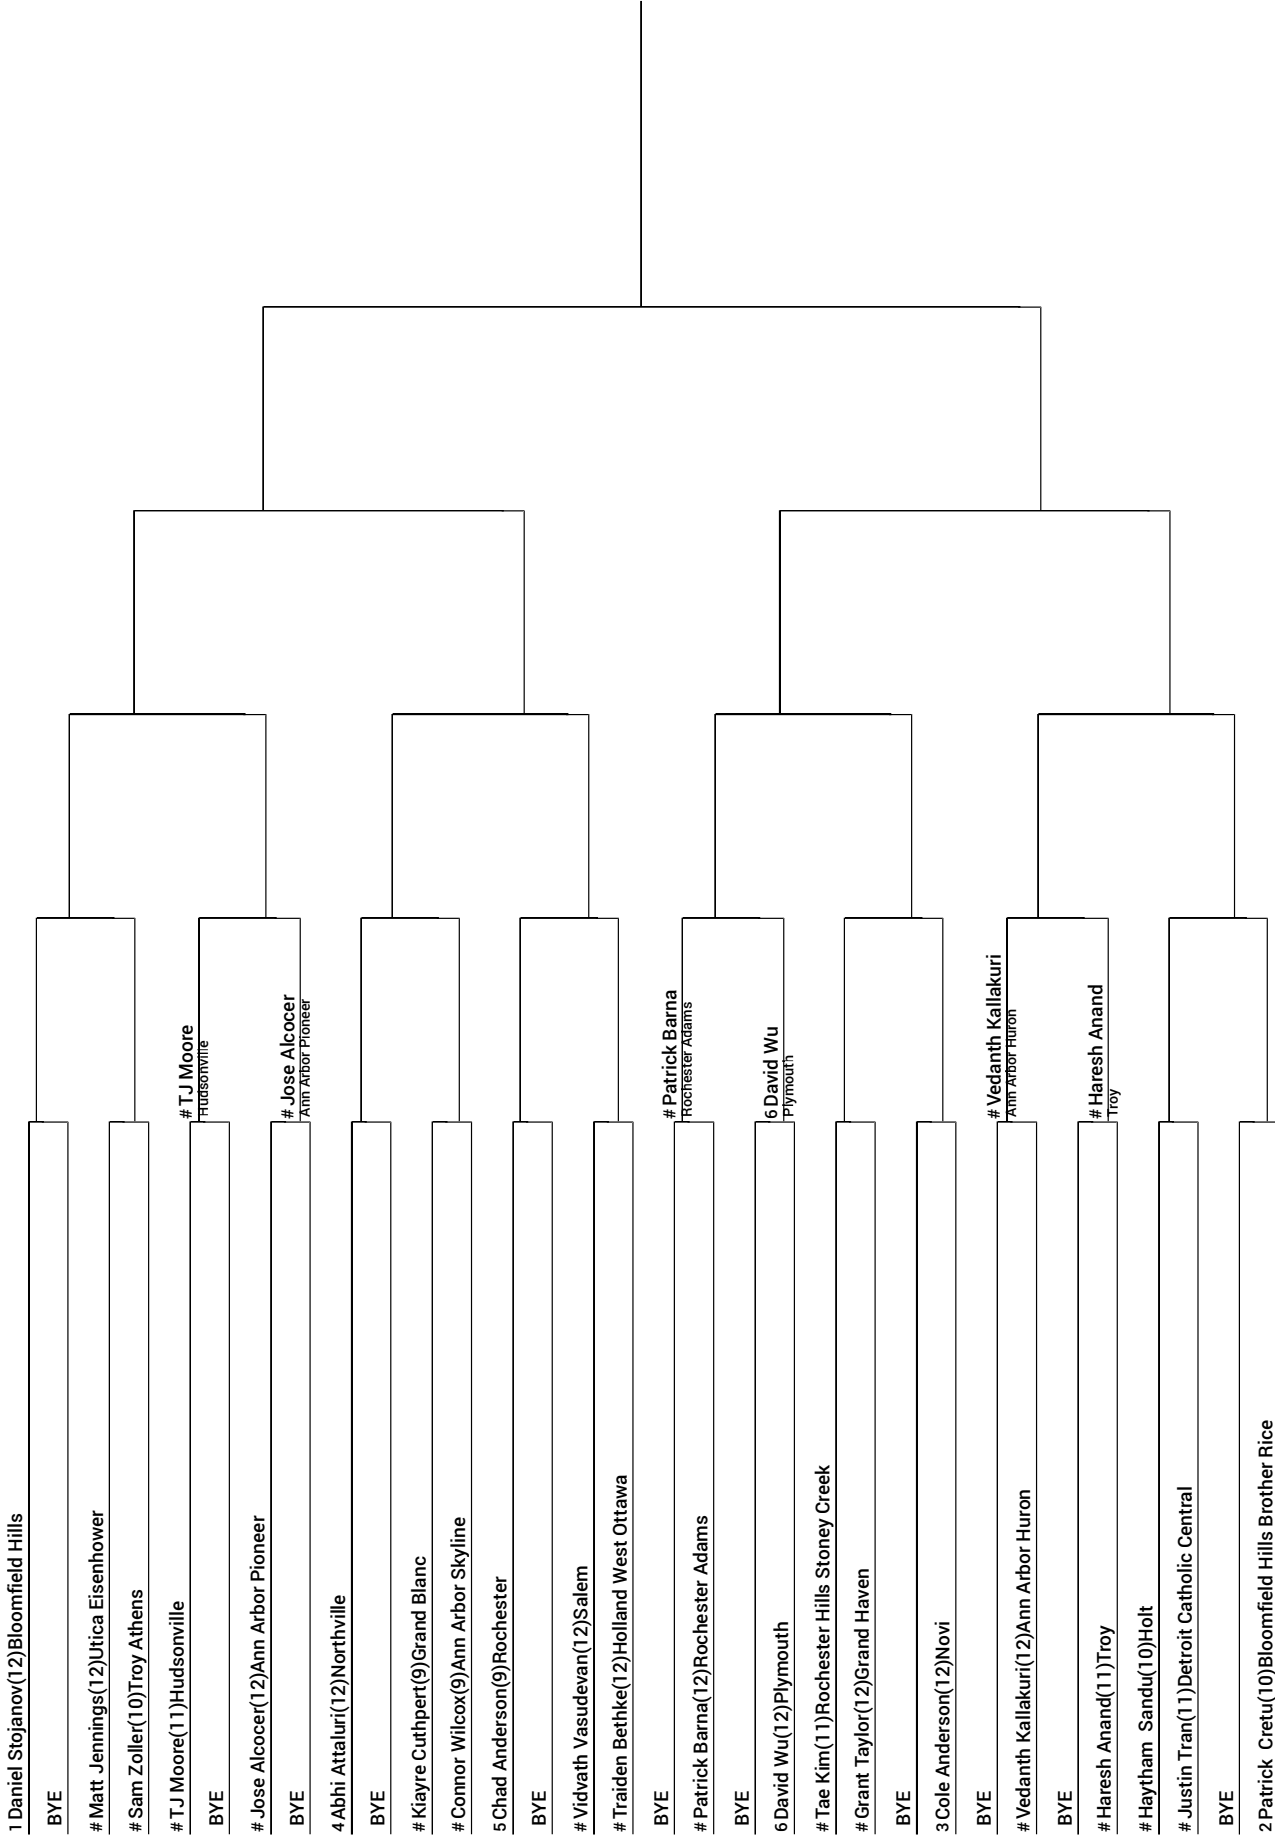 1 Daniel Stojanov(12)Bloomfield Hills
BYE
# Matt Jennings(12)Utica Eisenhower
# Sam Zoller(10)Troy Athens
# TJ Moore(11)Hudsonville
BYE
# Jose Alcocer(12)Ann Arbor Pioneer
BYE
4 Abhi Attaluri(12)Northville
BYE
# Kiayre Cuthpert(9)Grand Blanc
# Connor Wilcox(9)Ann Arbor Skyline
5 Chad Anderson(9)Rochester
BYE
# Vidvath Vasudevan(12)Salem
# Traiden Bethke(12)Holland West Ottawa
BYE
# Patrick Barna(12)Rochester Adams
BYE
6 David Wu(12)Plymouth
# Tae Kim(11)Rochester Hills Stoney Creek
# Grant Taylor(12)Grand Haven
BYE
3 Cole Anderson(12)Novi
BYE
# Vedanth Kallakuri(12)Ann Arbor Huron
BYE
# Haresh Anand(11)Troy
# Haytham  Sandu(10)Holt
# Justin Tran(11)Detroit Catholic Central
BYE
2 Patrick  Cretu(10)Bloomfield Hills Brother Rice
# TJ Moore
Hudsonville
# Jose Alcocer
Ann Arbor Pioneer
# Patrick Barna
Rochester Adams
6 David Wu
Plymouth
# Vedanth Kallakuri
Ann Arbor Huron
# Haresh Anand
Troy